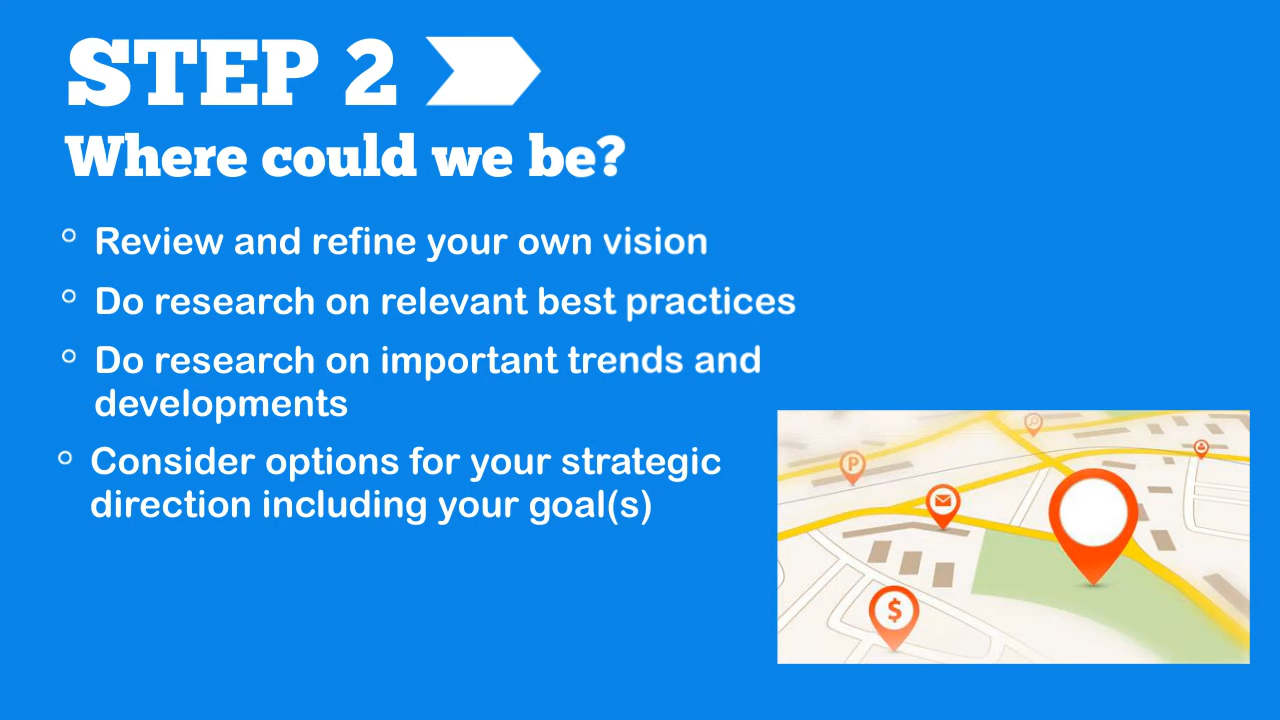 STEP 2
Where could we be?
Review and refine your own vision
Do research on relevant best practices
Do research on important trends and
developments
Consider options for your strategic
direction including your goal(s)
P
$